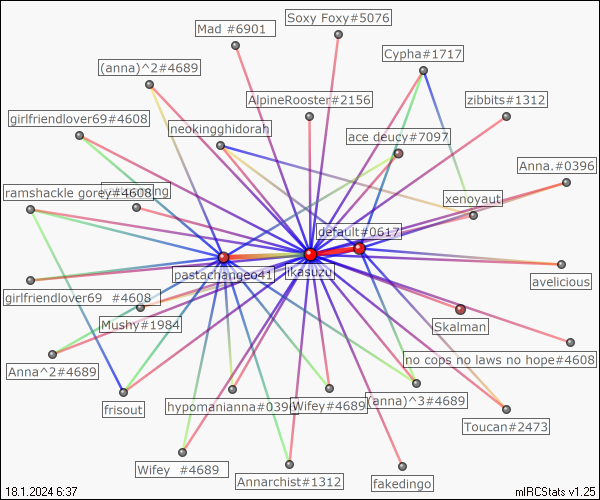 Soxy Foxy#5076
Mad #6901
Cypha#1717
(anna)^2#4689
AlpineRooster#2156
zibbits#1312
girlfriendlover69#4608
neokingghidorah
ace deucy#7097
Anna.#0396
ramshackle gorey#4608
xenoyaut
default#0617
pastachangeo41
likasuzu
avelicious
girlfriendlover69 #4608
Mushy#1984
Skalman
no cops no laws no hope#4608
Anna^2#4689
frisout
hypomanianna#0396
Wifey#4689
(anna)^3#4689
Toucan#2473
Wifey #4689
Annarchist#1312
fakedingo
18.1.2024 6:37
mIRCStats v1.25